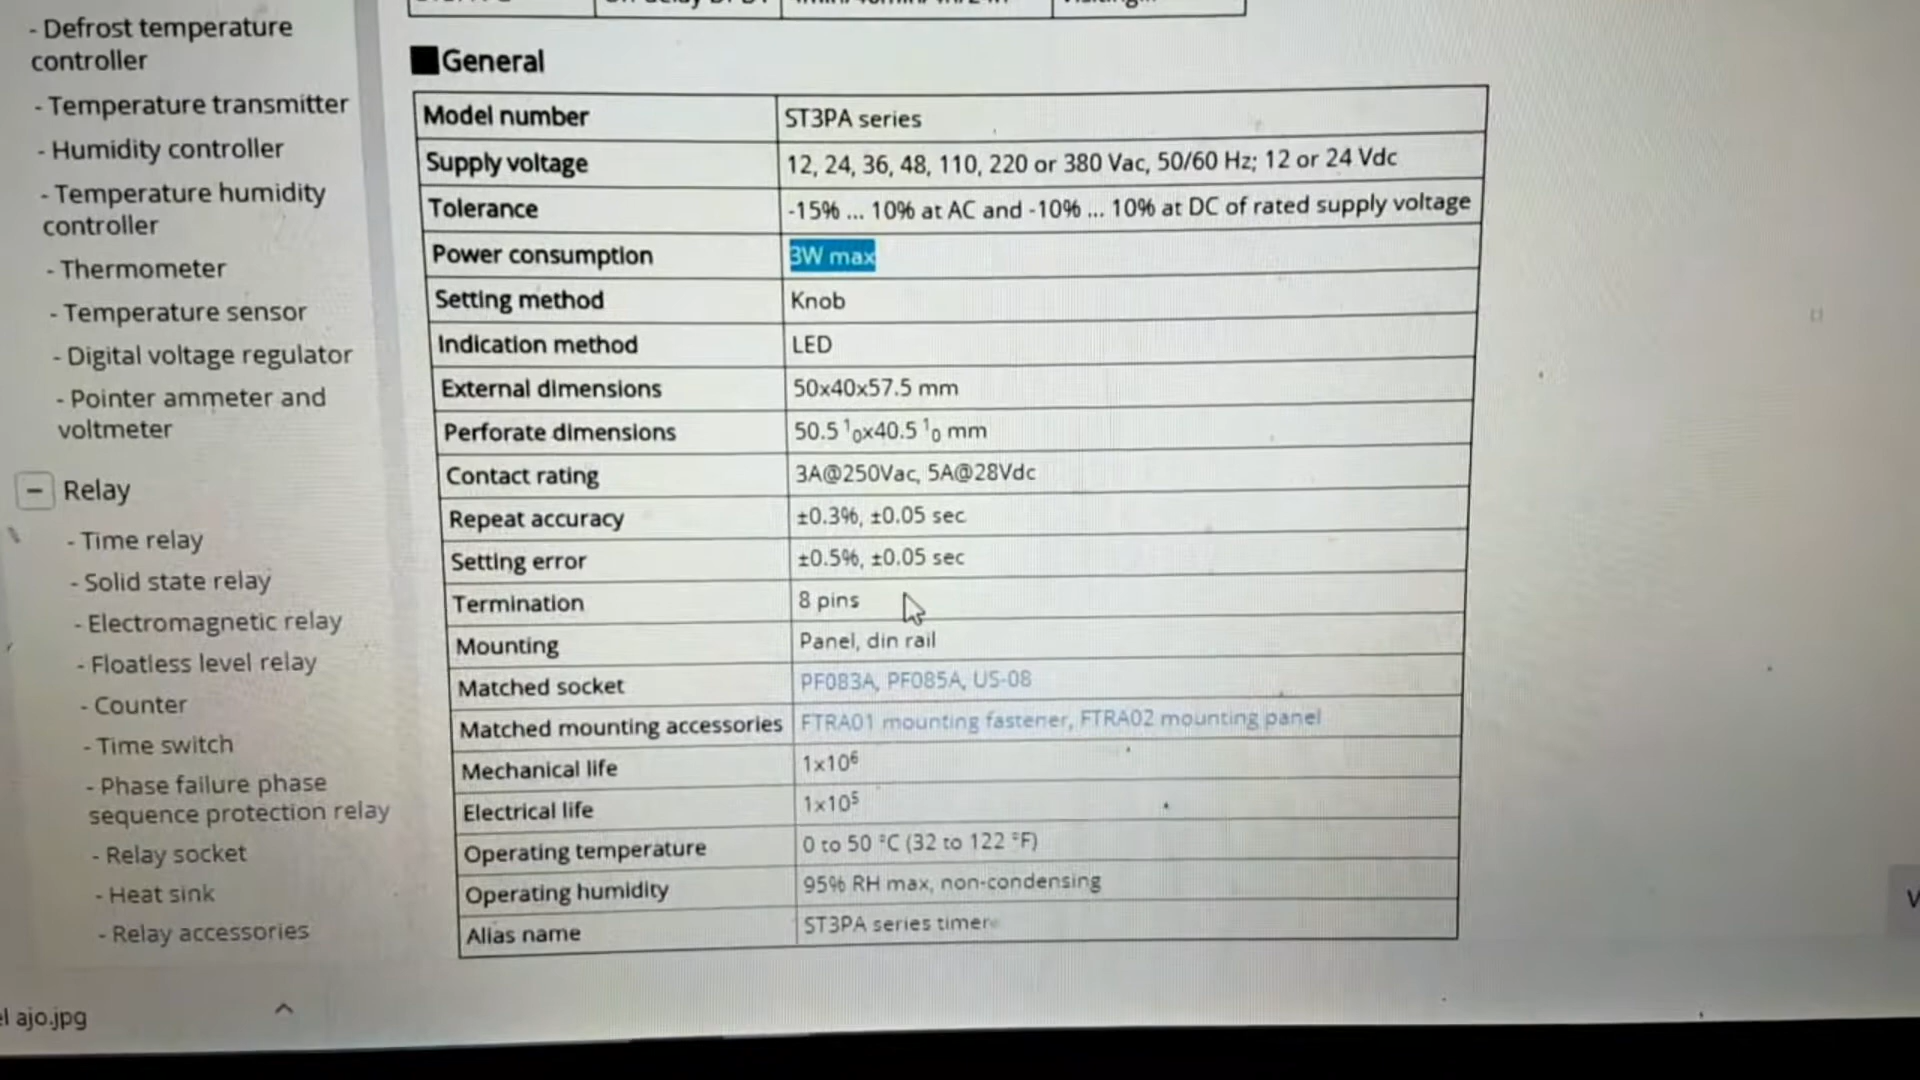 - Defrost temperature
controller
- Temperature transmitter
- Humidity controller
- Temperature humidity
controller
- Thermometer
- Temperature sensor
- Digital voltage regulator
- Pointer ammeter and
voltmeter
− Relay
- Time relay
- Solid state relay
- Electromagnetic relay
- Floatless level relay
- Counter
- Time switch
- Phase failure phase
sequence protection relay
- Relay socket
- Heat sink
- Relay accessories
■General
Model number ST3PA series
Supply voltage 12, 24, 36, 48, 110, 220 or 380 Vac, 50/60 Hz; 12 or 24 Vdc
Tolerance -15% ... 10% at AC and -10% ... 10% at DC of rated supply voltage
Power consumption 3W max
Setting method Knob
Indication method LED
External dimensions 50x40x57.5 mm
Perforate dimensions 50.5 ¹₀x40.5 ¹₀ mm
Contact rating 3A@250Vac, 5A@28Vdc
Repeat accuracy ±0.3%, ±0.05 sec
Setting error ±0.5%, ±0.05 sec
Termination 8 pins
Mounting Panel, din rail
Matched socket PF083A, PF085A, US-08
Matched mounting accessories FTRA01 mounting fastener, FTRA02 mounting panel
Mechanical life 1x10⁶
Electrical life 1x10⁵
Operating temperature 0 to 50 °C (32 to 122 °F)
Operating humidity 95% RH max, non-condensing
Alias name ST3PA series timer
el ajo.jpg